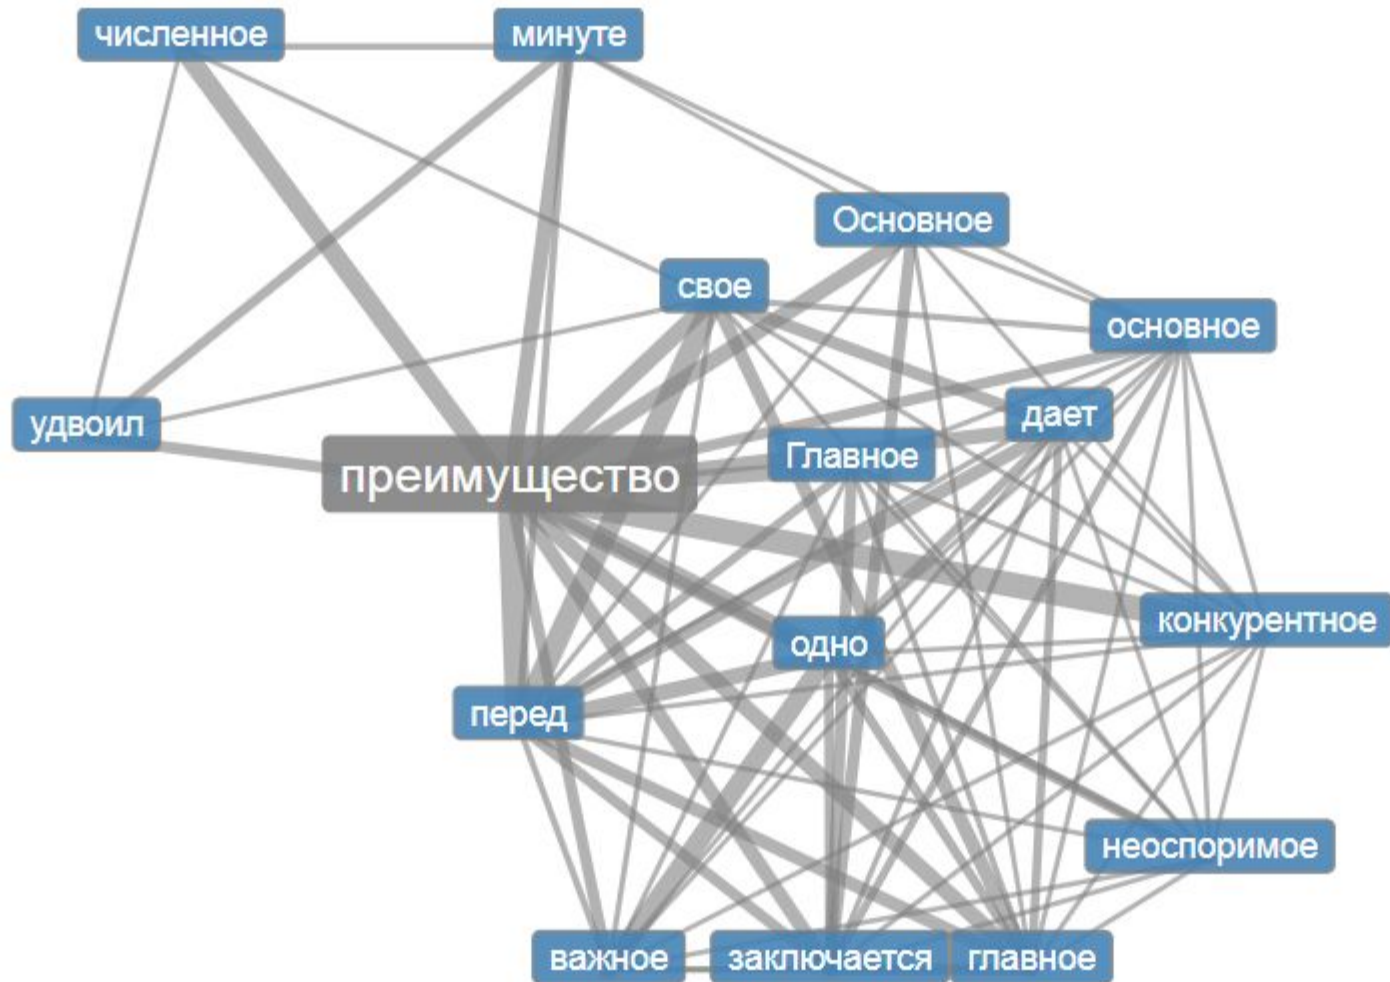 численное
минуте
Основное
свое
основное
дает
удвоил
Главное
преимущество
конкурентное
одно
перед
неоспоримое
важное
заключается
главное